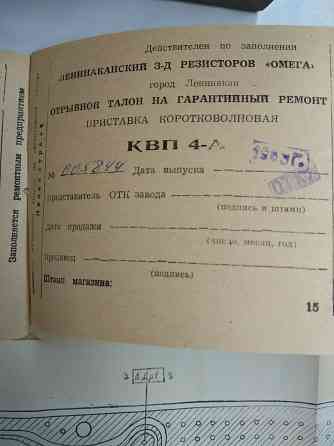 Действителен по заполнении
ЛЕНИНАКАНСКИЙ З-Д РЕЗИСТОРОВ «ОМЕГА»
город Ленинакан
ОТРЫВНОЙ ТАЛОН НА ГАРАНТИЙНЫЙ РЕМОНТ
ПРИСТАВКА КОРОТКОВОЛНОВАЯ
КВП 4-
№ 005844 Дата выпуска
представитель ОТК завода
(подпись и штамп)
дата продажи
(число, месяц, год)
продавец
(подпись)
Штамп магазина:
15
Заполняется ремонтным предприятием